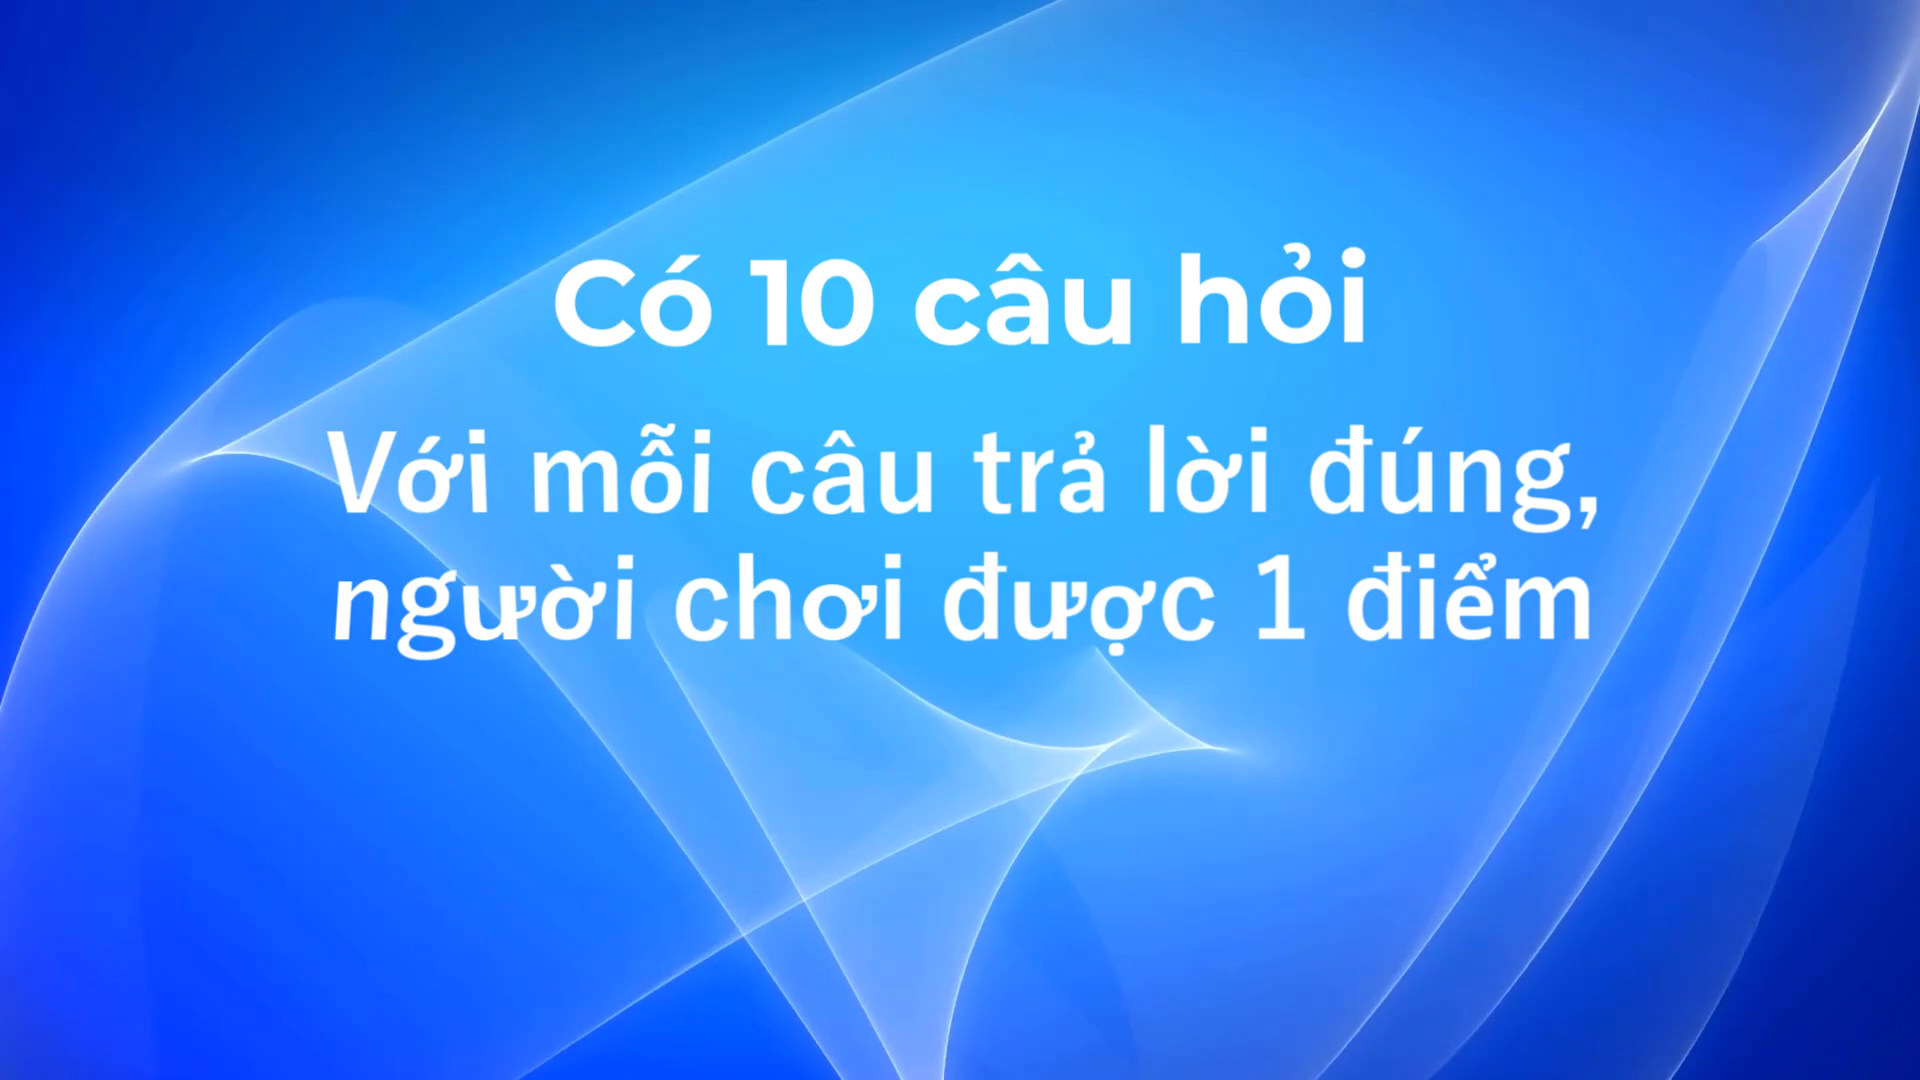 Có 10 câu hỏi
Với mỗi câu trả lời đúng,
người chơi được 1 điểm